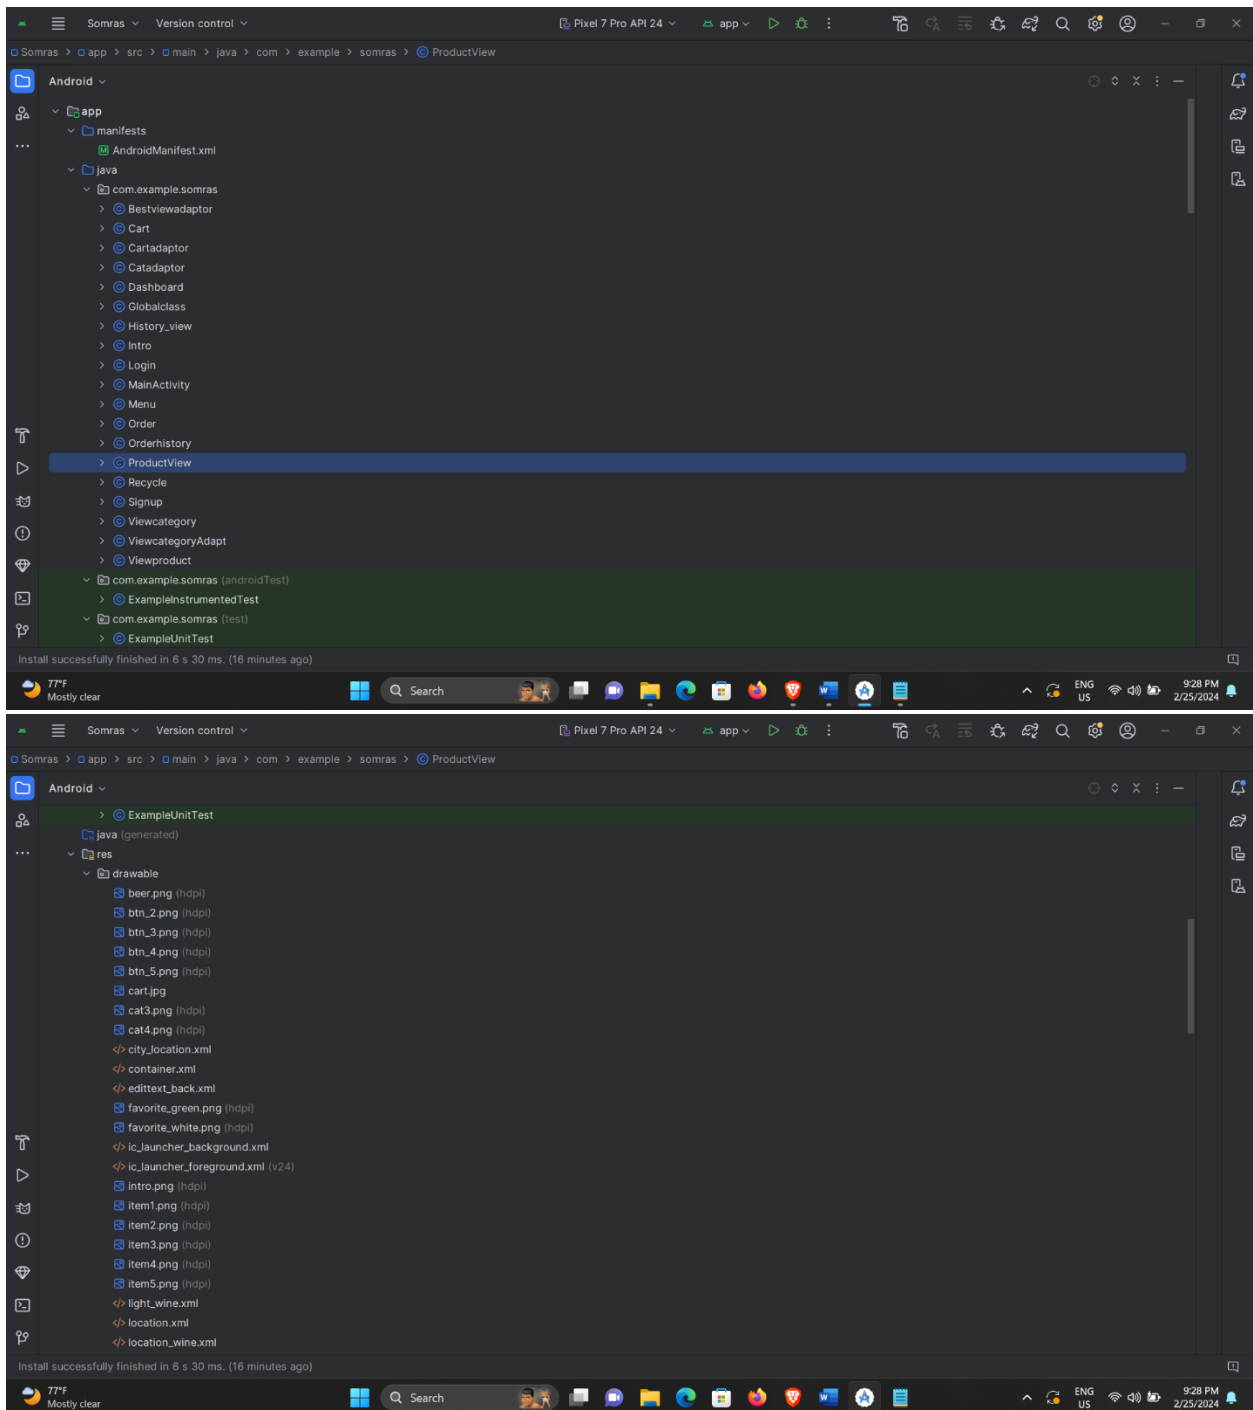 Somras Version control Pixel 7 Pro API 24 app
Somras > app > src > main > java > com > example > somras > ProductView
Android
app
manifests
AndroidManifest.xml
java
com.example.somras
Bestviewadaptor
Cart
Cartadaptor
Catadaptor
Dashboard
Globalclass
History_view
Intro
Login
MainActivity
Menu
Order
Orderhistory
ProductView
Recycle
Signup
Viewcategory
ViewcategoryAdapt
Viewproduct
com.example.somras (androidTest)
ExampleInstrumentedTest
com.example.somras (test)
ExampleUnitTest
Install successfully finished in 6 s 30 ms. (16 minutes ago)
77°F
Mostly clear
Search
ENG
US
9:28 PM
2/25/2024
Somras Version control Pixel 7 Pro API 24 app
Somras > app > src > main > java > com > example > somras > ProductView
Android
ExampleUnitTest
java (generated)
res
drawable
beer.png (hdpi)
btn_2.png (hdpi)
btn_3.png (hdpi)
btn_4.png (hdpi)
btn_5.png (hdpi)
cart.jpg
cat3.png (hdpi)
cat4.png (hdpi)
city_location.xml
container.xml
edittext_back.xml
favorite_green.png (hdpi)
favorite_white.png (hdpi)
ic_launcher_background.xml
ic_launcher_foreground.xml (v24)
intro.png (hdpi)
item1.png (hdpi)
item2.png (hdpi)
item3.png (hdpi)
item4.png (hdpi)
item5.png (hdpi)
light_wine.xml
location.xml
location_wine.xml
Install successfully finished in 6 s 30 ms. (16 minutes ago)
77°F
Mostly clear
Search
ENG
US
9:28 PM
2/25/2024